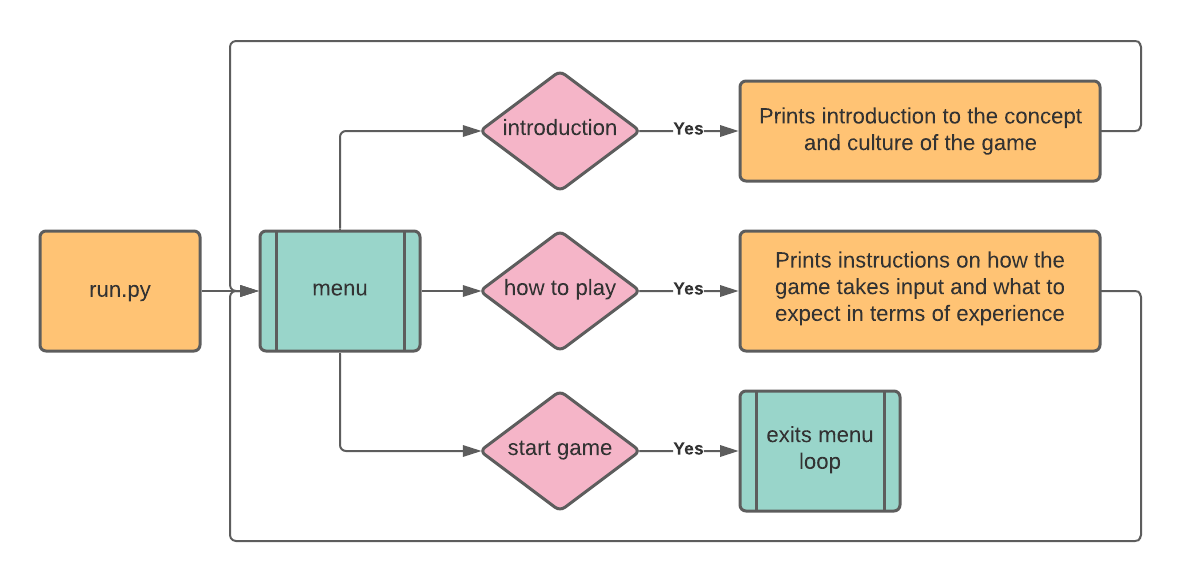 introduction
Yes
Prints introduction to the concept
and culture of the game
run.py
menu
how to play
Yes
Prints instructions on how the
game takes input and what to
expect in terms of experience
start game
Yes
exits menu
loop